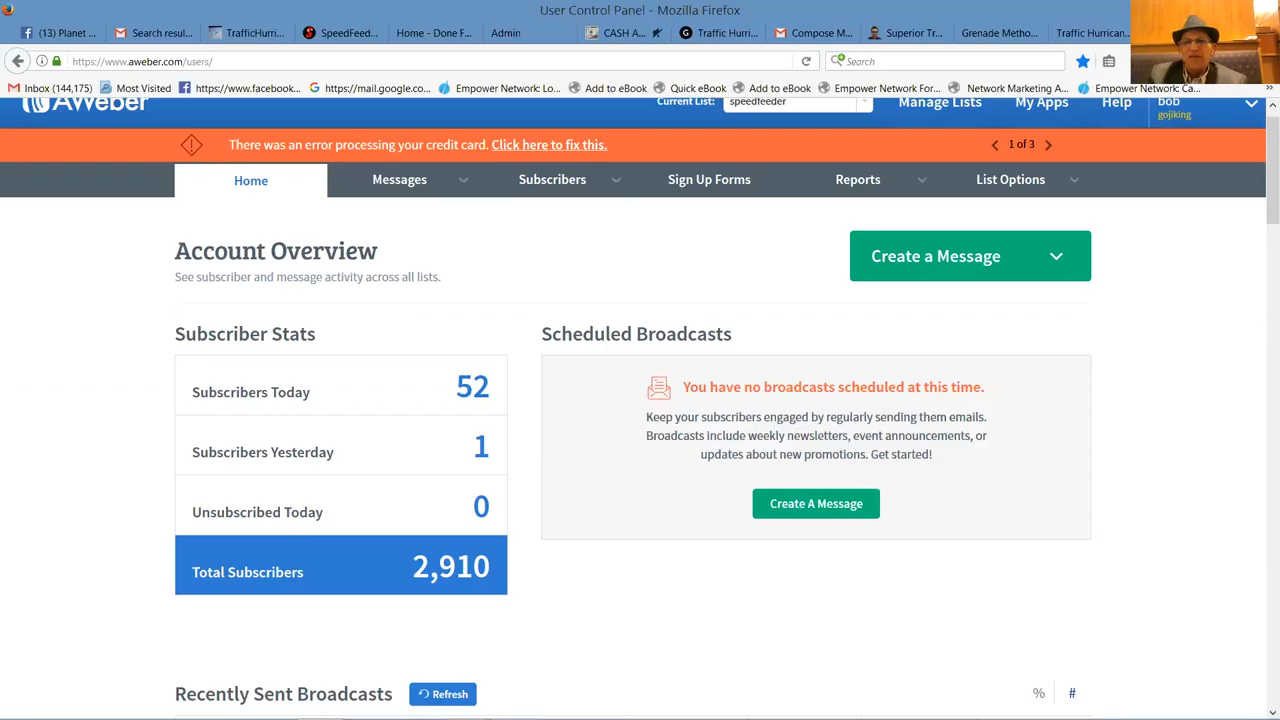 User Control Panel - Mozilla Firefox
(13) Planet ...
Search resul...
TrafficHurri...
SpeedFeed...
Home - Done F...
Admin
CASH A...
Traffic Hurri...
Compose M...
Superior Tr...
Grenade Metho...
Traffic Hurrican...
https://www.aweber.com/users/
Search
Inbox (144,175)
Most Visited
https://www.facebook...
https://mail.google.co...
Empower Network: Lo...
Add to eBook
Quick eBook
Add to eBook
Empower Network For...
Network Marketing A...
Empower Network: Ca...
AWeber
Current List:
speedfeeder
Manage Lists
My Apps
Help
bob
gojiking
There was an error processing your credit card. Click here to fix this.
1 of 3
Home
Messages
Subscribers
Sign Up Forms
Reports
List Options
Account Overview
See subscriber and message activity across all lists.
Create a Message
Subscriber Stats
Subscribers Today 52
Subscribers Yesterday 1
Unsubscribed Today 0
Total Subscribers 2,910
Scheduled Broadcasts
You have no broadcasts scheduled at this time.
Keep your subscribers engaged by regularly sending them emails.
Broadcasts include weekly newsletters, event announcements, or
updates about new promotions. Get started!
Create A Message
Recently Sent Broadcasts
Refresh
%
#